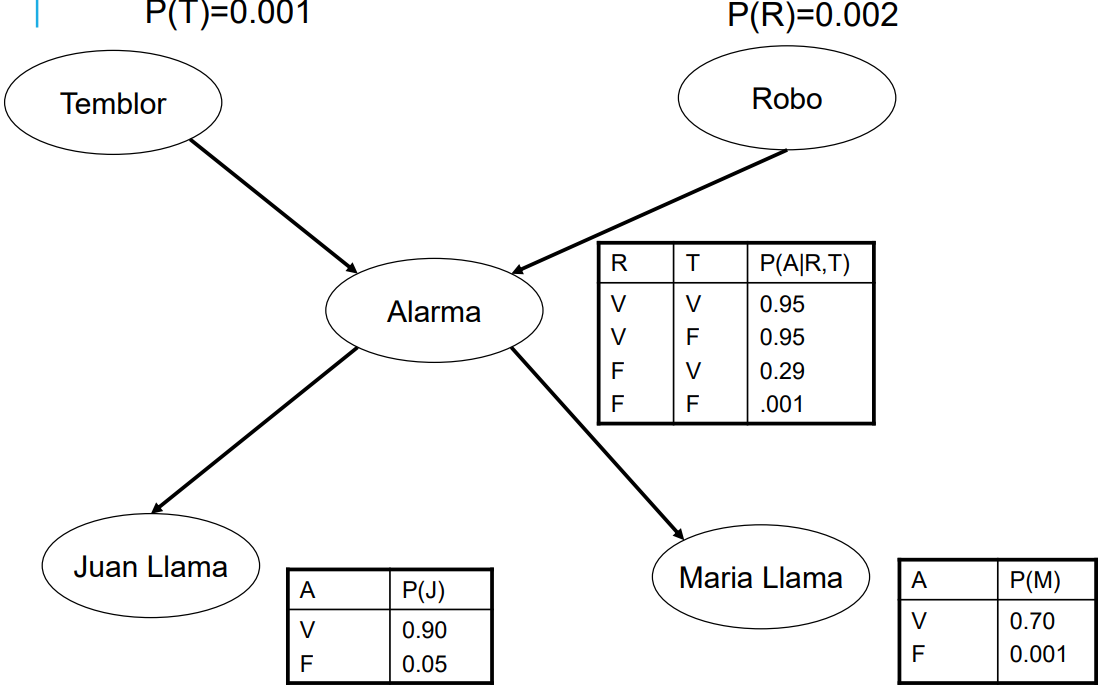 P(T)=0.001
P(R)=0.002
Temblor
Robo
Alarma
R T P(A|R,T)
V V 0.95
V F 0.95
F V 0.29
F F .001
Juan Llama
A P(J)
V 0.90
F 0.05
Maria Llama
A P(M)
V 0.70
F 0.001